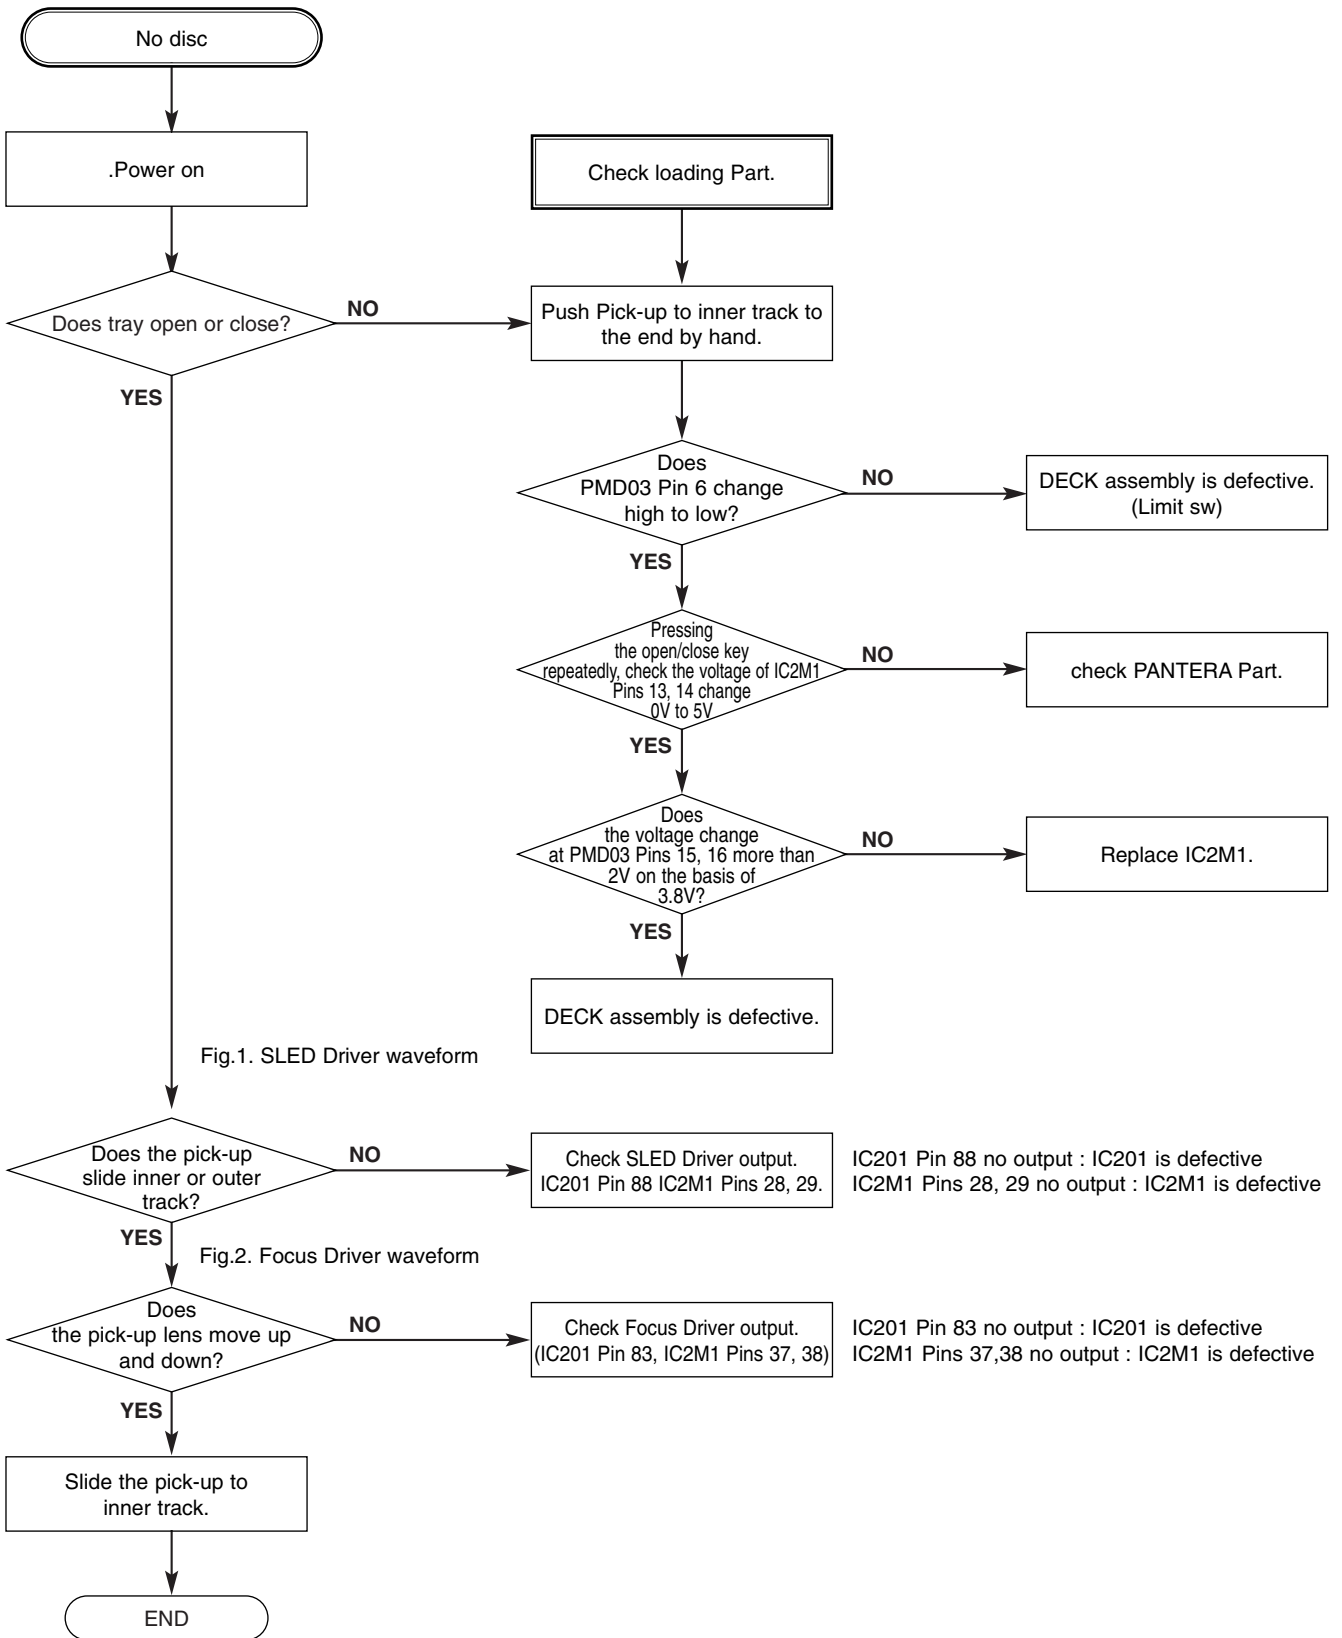 No disc
.Power on
Check loading Part.
Does tray open or close?
NO
Push Pick-up to inner track to
the end by hand.
YES
Does
PMD03 Pin 6 change
high to low?
NO
DECK assembly is defective.
(Limit sw)
YES
Pressing
the open/close key
repeatedly, check the voltage of IC2M1
Pins 13, 14 change
0V to 5V
NO
check PANTERA Part.
YES
Does
the voltage change
at PMD03 Pins 15, 16 more than
2V on the basis of
3.8V?
NO
Replace IC2M1.
YES
DECK assembly is defective.
Fig.1. SLED Driver waveform
Does the pick-up
slide inner or outer
track?
NO
Check SLED Driver output.
IC201 Pin 88 IC2M1 Pins 28, 29.
IC201 Pin 88 no output : IC201 is defective
IC2M1 Pins 28, 29 no output : IC2M1 is defective
YES
Fig.2. Focus Driver waveform
Does
the pick-up lens move up
and down?
NO
Check Focus Driver output.
(IC201 Pin 83, IC2M1 Pins 37, 38)
IC201 Pin 83 no output : IC201 is defective
IC2M1 Pins 37,38 no output : IC2M1 is defective
YES
Slide the pick-up to
inner track.
END